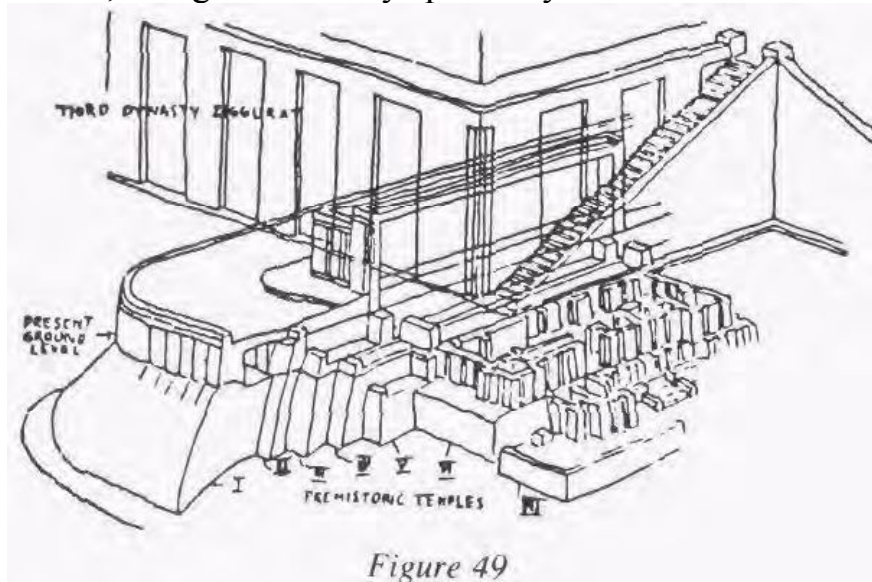 THIRD DYNASTY ZIGGURAT
PRESENT
GROUND
LEVEL
I
II
III
IV
V
VI
VII
PREHISTORIC TEMPLES
Figure 49